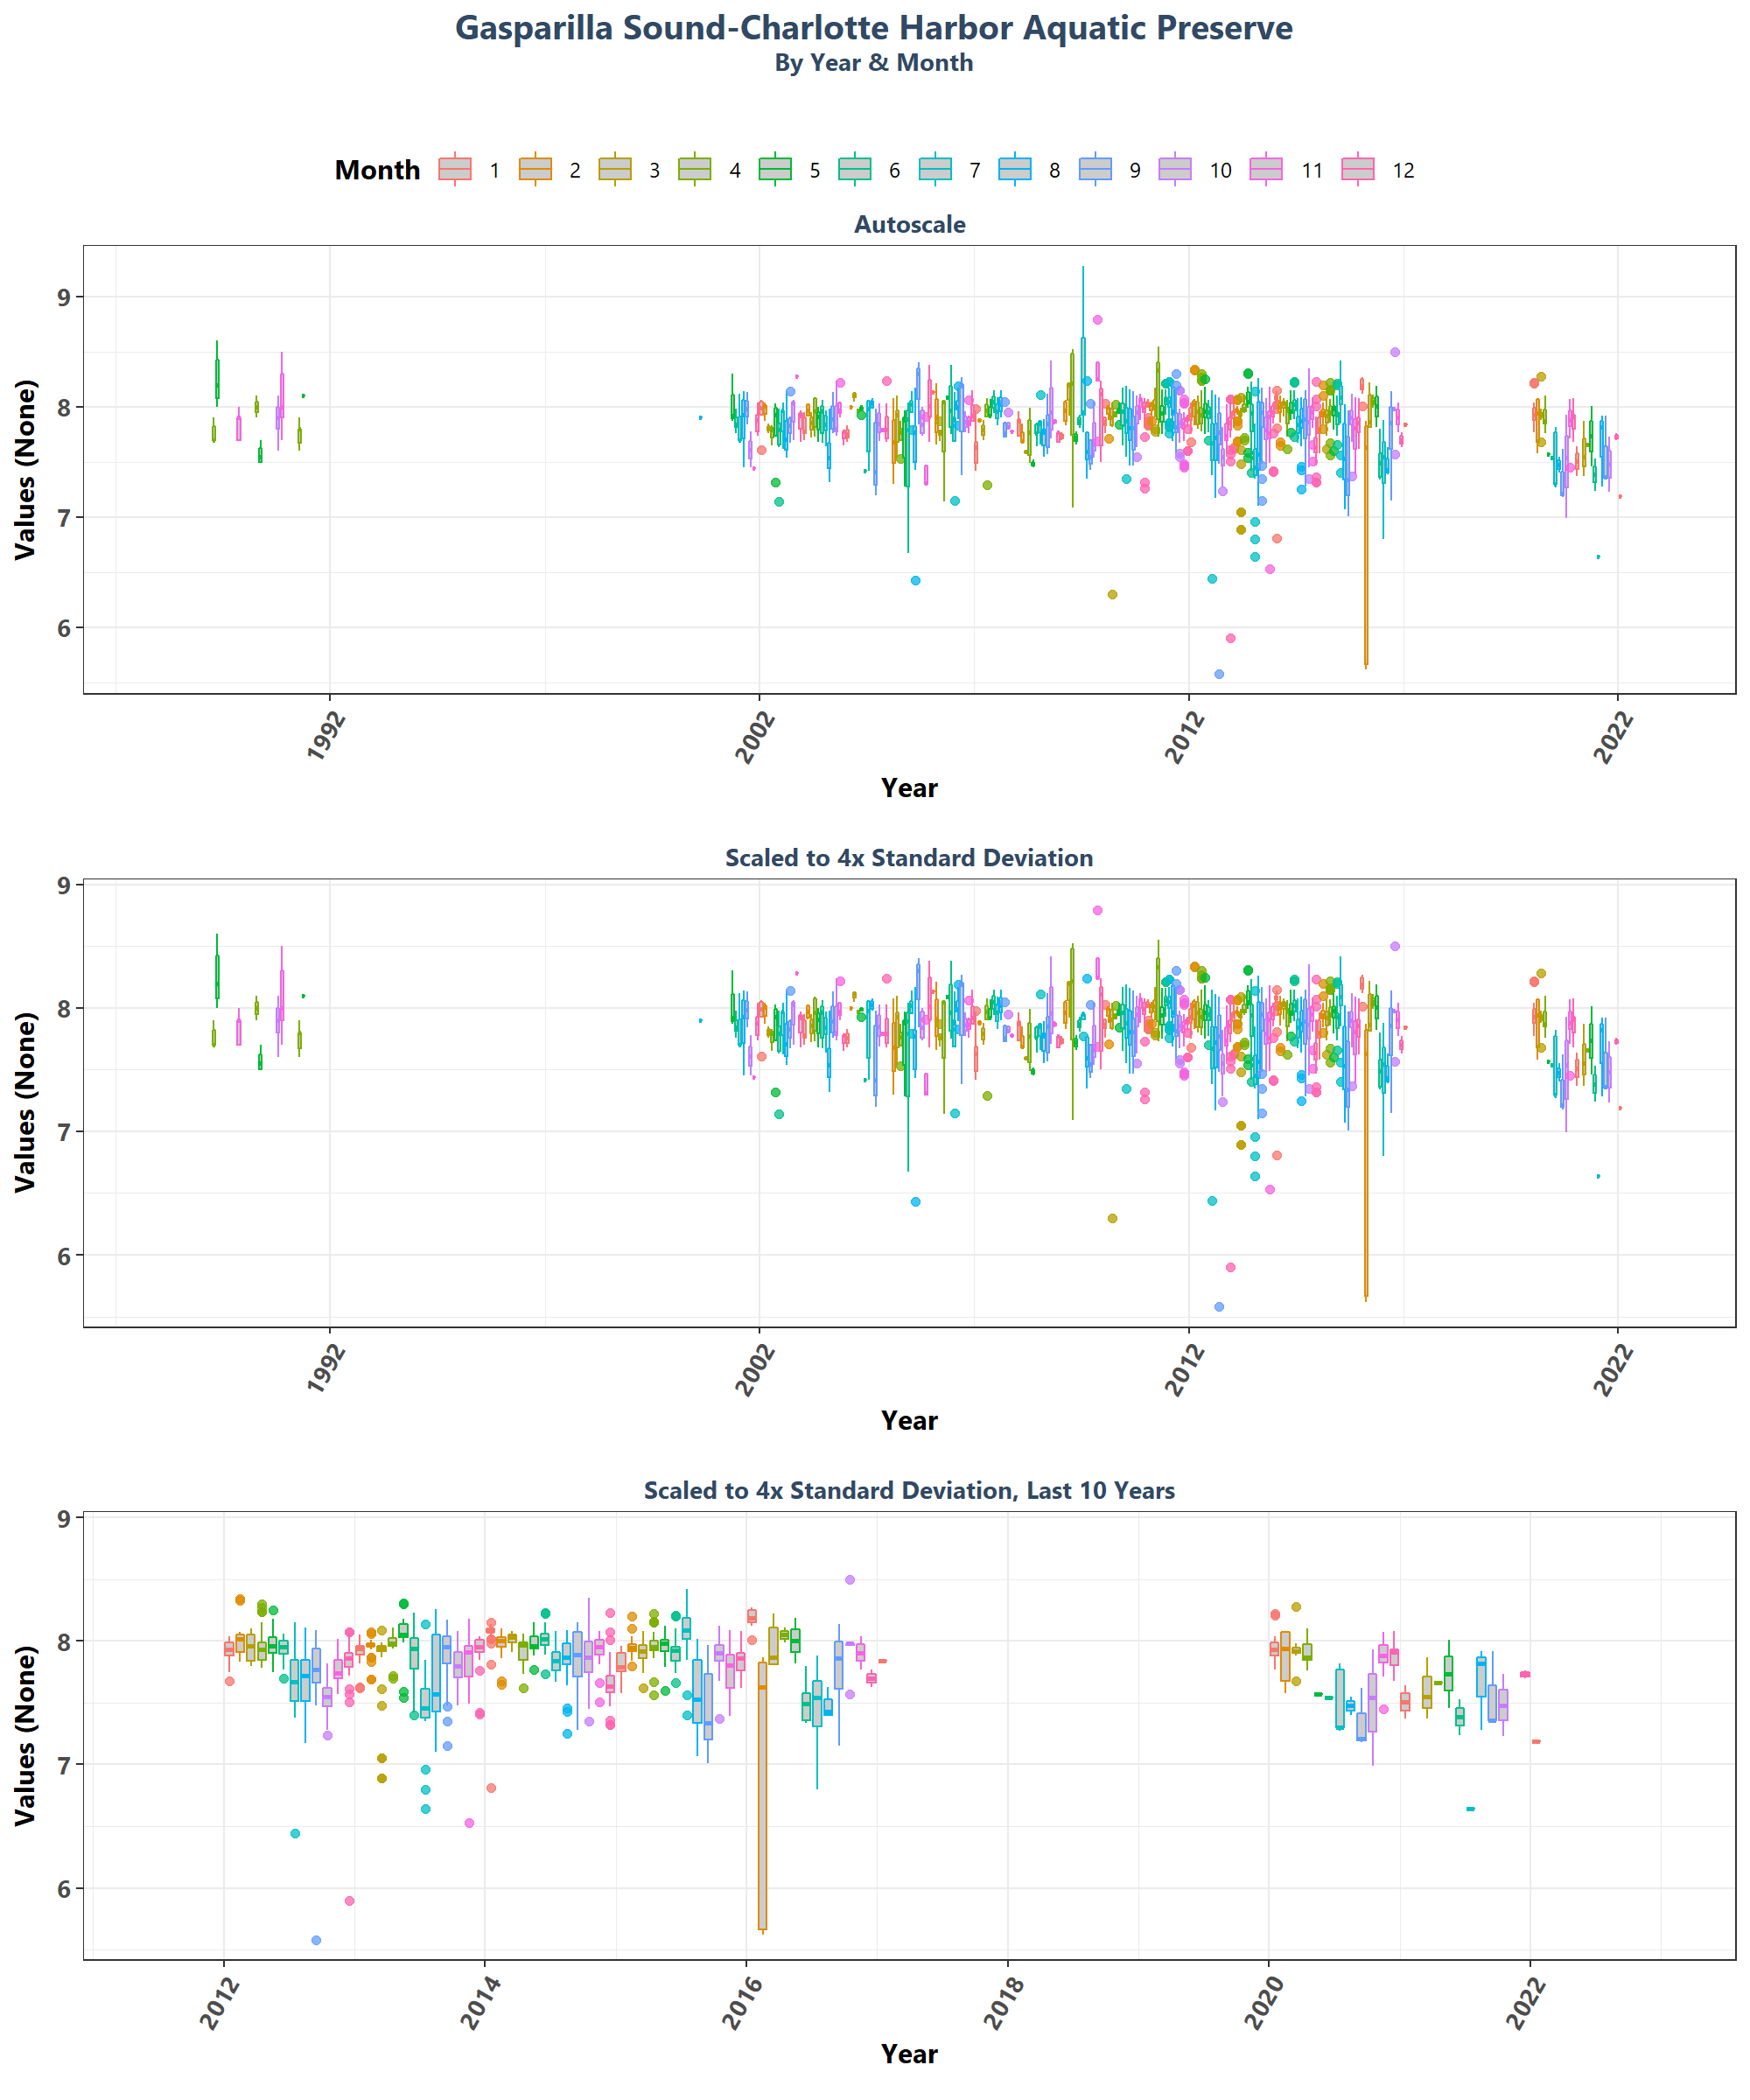 Gasparilla Sound-Charlotte Harbor Aquatic Preserve
By Year & Month
Month 1 2 3 4 5 6 7 8 9 10 11 12
Autoscale
Values (None)
9
8
7
6
1992 2002 2012 2022
Year
Scaled to 4x Standard Deviation
Values (None)
9
8
7
6
1992 2002 2012 2022
Year
Scaled to 4x Standard Deviation, Last 10 Years
Values (None)
9
8
7
6
2012 2014 2016 2018 2020 2022
Year